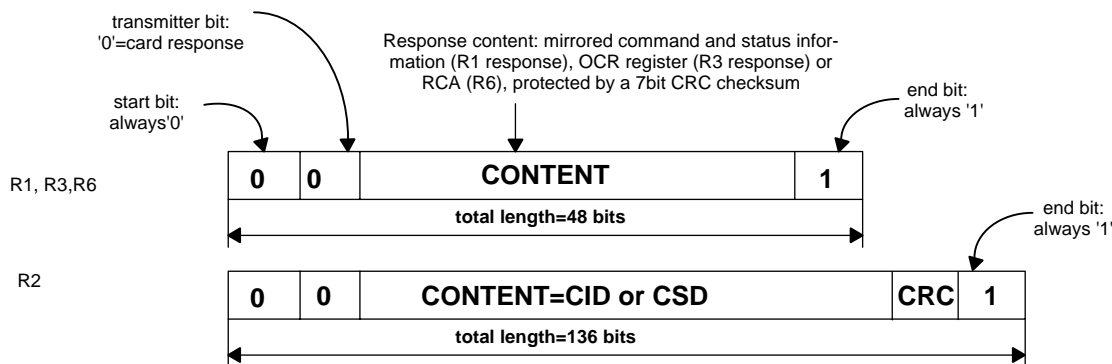 transmitter bit:
'0'=card response
Response content: mirrored command and status infor-
mation (R1 response), OCR register (R3 response) or
RCA (R6), protected by a 7bit CRC checksum
start bit:
always'0'
end bit:
always '1'
R1, R3,R6
0 0 CONTENT 1
total length=48 bits
end bit:
always '1'
R2
0 0 CONTENT=CID or CSD CRC 1
total length=136 bits